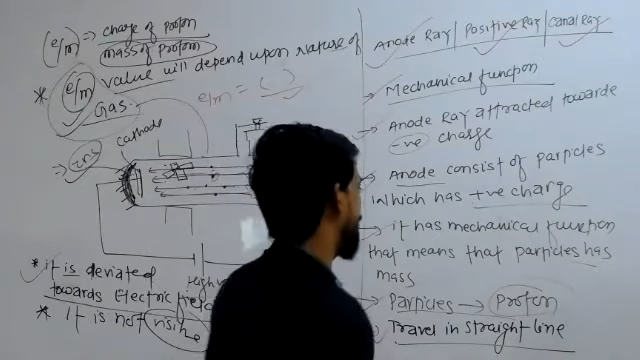 (e/m) => charge of proton
mass of proton
* e/m value will depend upon nature of
Gas.
e/m = ( )
cathode
Zns
* it is deviated
towards Electric field
* It is not visible
Anode Ray / Positive Ray / Canal Ray
→ Mechanical function
→ Anode Ray attracted towards
-ve charge
→ Anode consist of particles
which has +ve charge
→ it has mechanical function
that means that particles has
mass
→ Particles → Proton
Travel in straight line